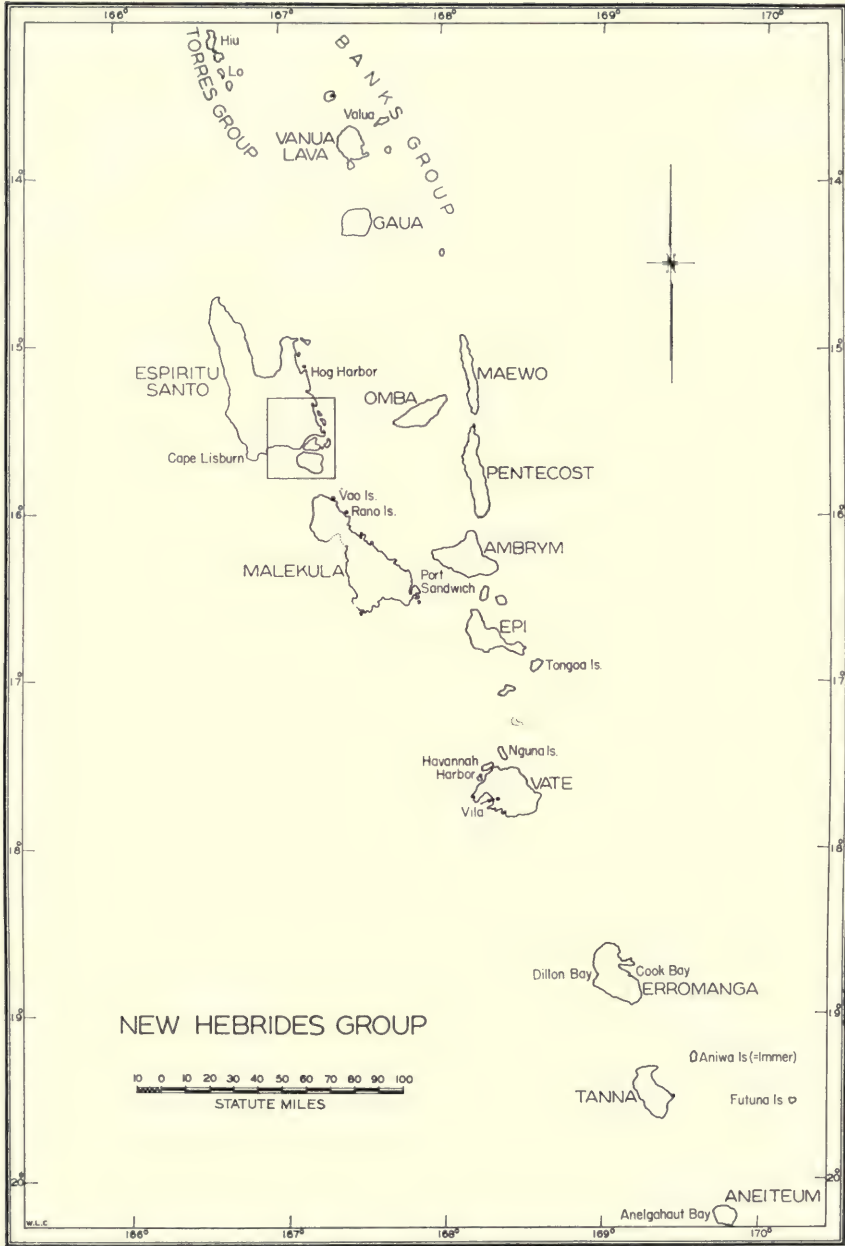 166° 167° 168° 169° 170°
Hiu
Lo
TORRES GROUP
BANKS GROUP
Valua
VANUA
LAVA
14° 14°
GAUA
15° 15°
ESPIRITU
SANTO
Hog Harbor
OMBA
MAEWO
Cape Lisburn
PENTECOST
Vao Is.
Rano Is.
16° 16°
MALEKULA
AMBRYM
Port
Sandwich
EPI
Tongoa Is.
17° 17°
Nguna Is.
Havannah
Harbor
VATE
Vila
18° 18°
Dillon Bay
Cook Bay
ERROMANGA
19° 19°
NEW HEBRIDES GROUP
Aniwa Is (=Immer)
10 0 10 20 30 40 50 60 70 80 90 100
STATUTE MILES
TANNA
Futuna Is
20° 20°
ANEITEUM
Anelgahaut Bay
W.L.C
166° 167° 168° 169° 170°